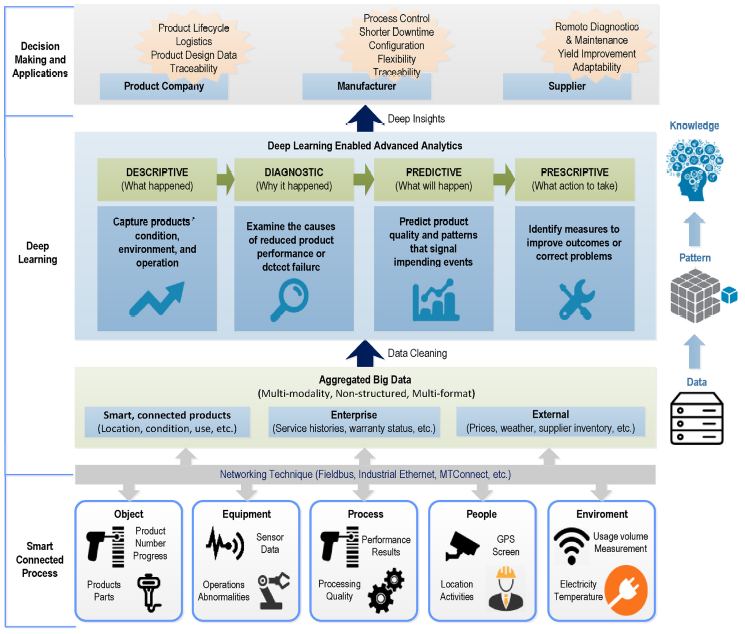 Decision
Making and
Applications
Product Lifecycle
Logistics
Product Design Data
Traceability
Product Company
Process Control
Shorter Downtime
Configuration
Flexibility
Traceability
Manufacturer
Romoto Diagnostics
& Maintenance
Yield Improvement
Adaptability
Supplier
Deep Insights
Deep
Learning
Deep Learning Enabled Advanced Analytics
DESCRIPTIVE
(What happened)
DIAGNOSTIC
(Why it happened)
PREDICTIVE
(What will happen)
PRESCRIPTIVE
(What action to take)
Capture products'
condition,
environment, and
operation
Examine the causes
of reduced product
performance or
dctcct failurc
Predict product
quality and patterns
that signal
impending events
Identify measures to
improve outcomes or
correct problems
Data Cleaning
Aggregated Big Data
(Multi-modality, Non-structured, Multi-format)
Smart, connected products
(Location, condition, use, etc.)
Enterprise
(Service histories, warranty status, etc.)
External
(Prices, weather, supplier inventory, etc.)
Knowledge
Pattern
Data
Networking Technique (Fieldbus, Industrial Ethernet, MTConnect, etc.)
Smart
Connected
Process
Object
Product
Number
Progress
Products
Parts
Equipment
Sensor
Data
Operations
Abnormalities
Process
Performance
Results
Processing
Quality
People
GPS
Screen
Location
Activities
Enviroment
Usage volume
Measurement
Electricity
Temperature